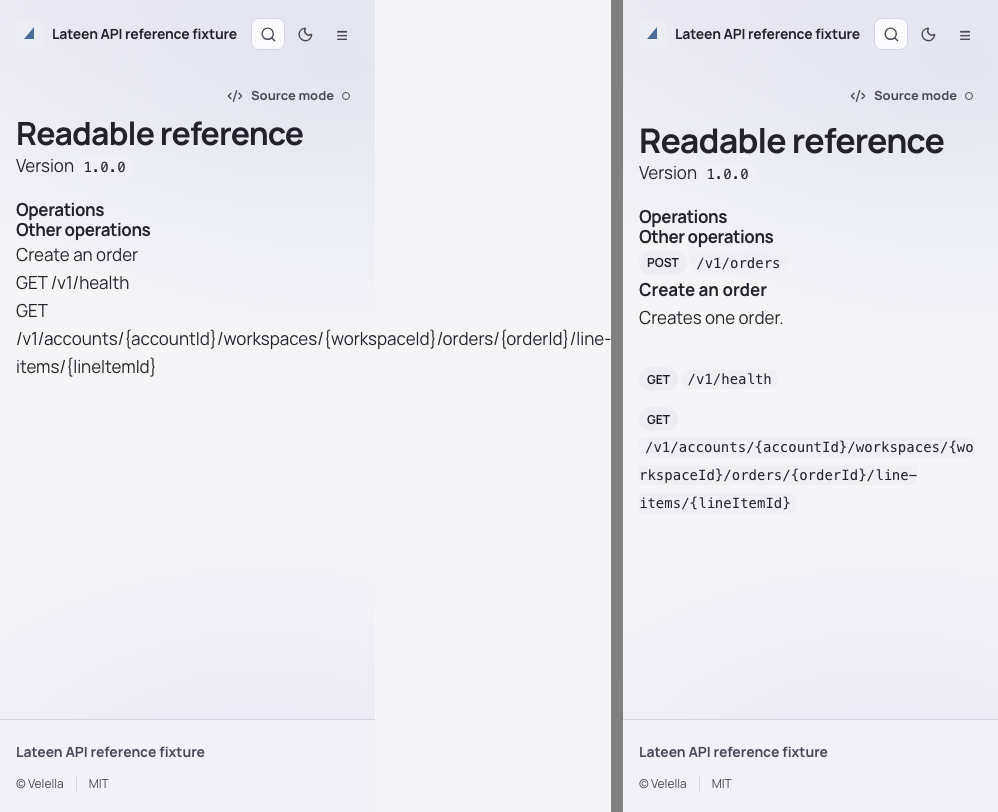 Lateen API reference fixture
</> Source mode
Readable reference
Version 1.0.0
Operations
Other operations
Create an order
GET /v1/health
GET
/v1/accounts/{accountId}/workspaces/{workspaceId}/orders/{orderId}/line-
items/{lineItemId}
Lateen API reference fixture
© Velella
MIT
Lateen API reference fixture
</> Source mode
Readable reference
Version 1.0.0
Operations
Other operations
POST /v1/orders
Create an order
Creates one order.
GET /v1/health
GET
/v1/accounts/{accountId}/workspaces/{wo
rkspaceId}/orders/{orderId}/line-
items/{lineItemId}
Lateen API reference fixture
© Velella
MIT